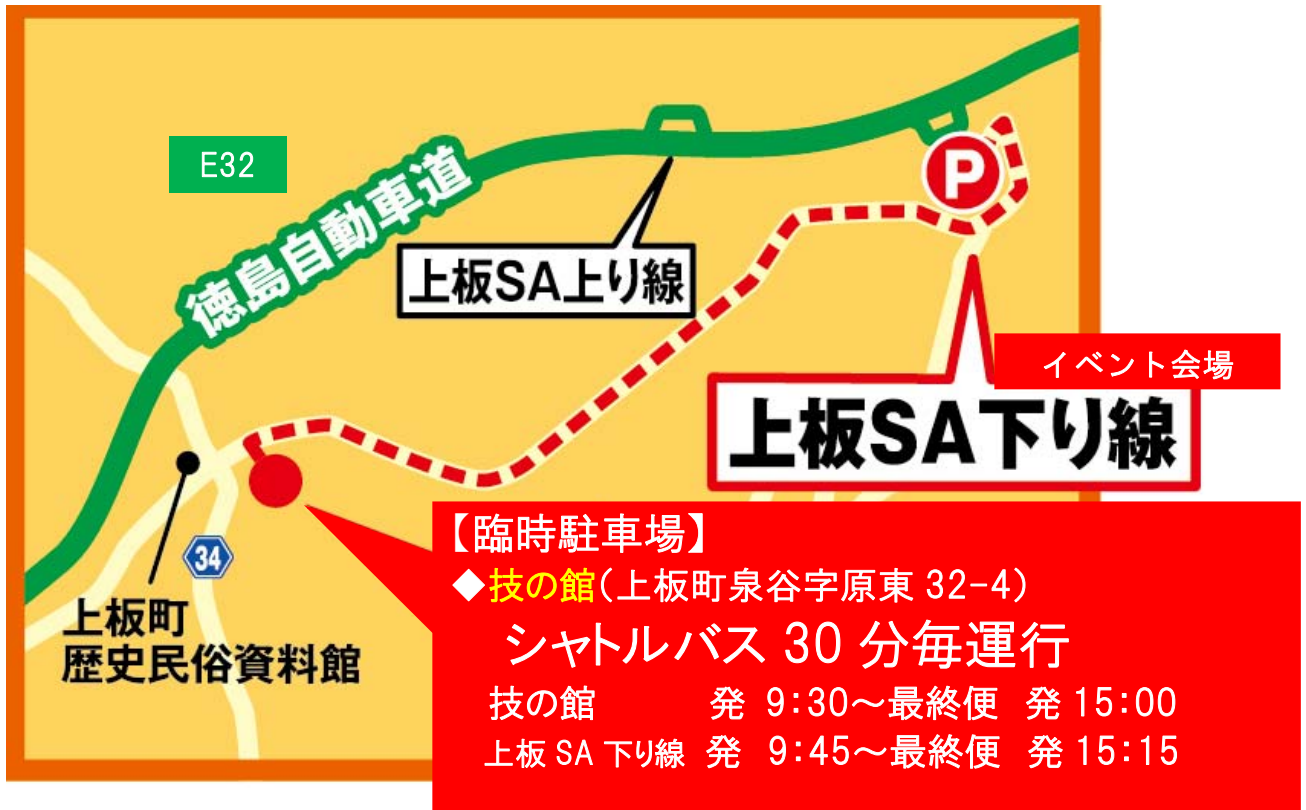 E32
徳島自動車道
P
上板SA上り線
イベント会場
上板SA下り線
34
上板町
歴史民俗資料館
【臨時駐車場】
◆技の館(上板町泉谷字原東 32-4)
シャトルバス 30 分毎運行
技の館 発 9:30～最終便 発 15:00
上板 SA 下り線 発 9:45～最終便 発 15:15